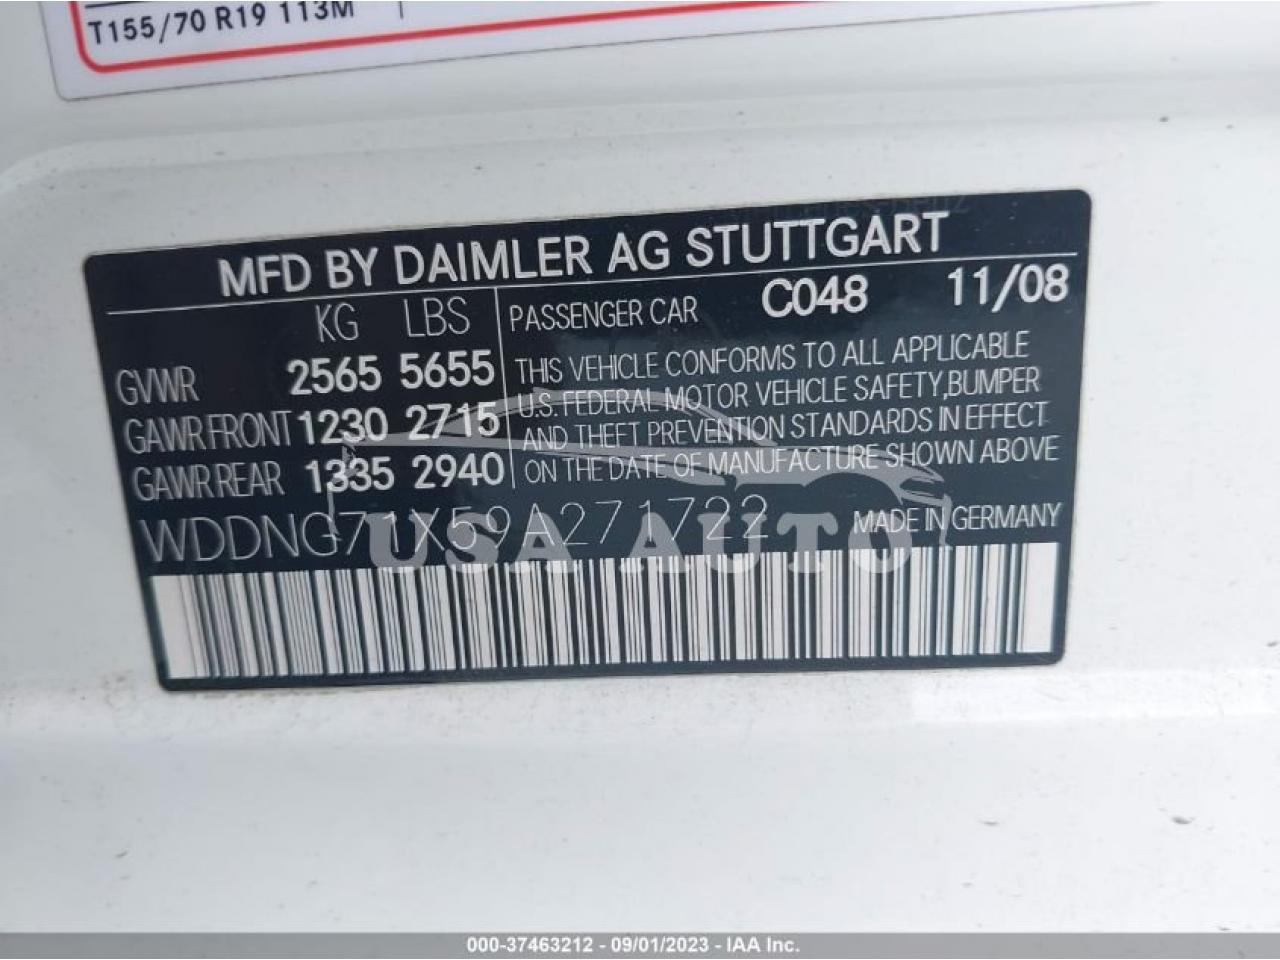 T155/70 R19 113M
MFD BY DAIMLER AG STUTTGART
KG LBS PASSENGER CAR C048 11/08
GVWR 2565 5655
GAWR FRONT 1230 2715
GAWR REAR 1335 2940
THIS VEHICLE CONFORMS TO ALL APPLICABLE
U.S. FEDERAL MOTOR VEHICLE SAFETY,BUMPER
AND THEFT PREVENTION STANDARDS IN EFFECT
ON THE DATE OF MANUFACTURE SHOWN ABOVE
WDDNG71X59A271722 MADE IN GERMANY
USA AUTO
000-37463212 - 09/01/2023 - IAA Inc.